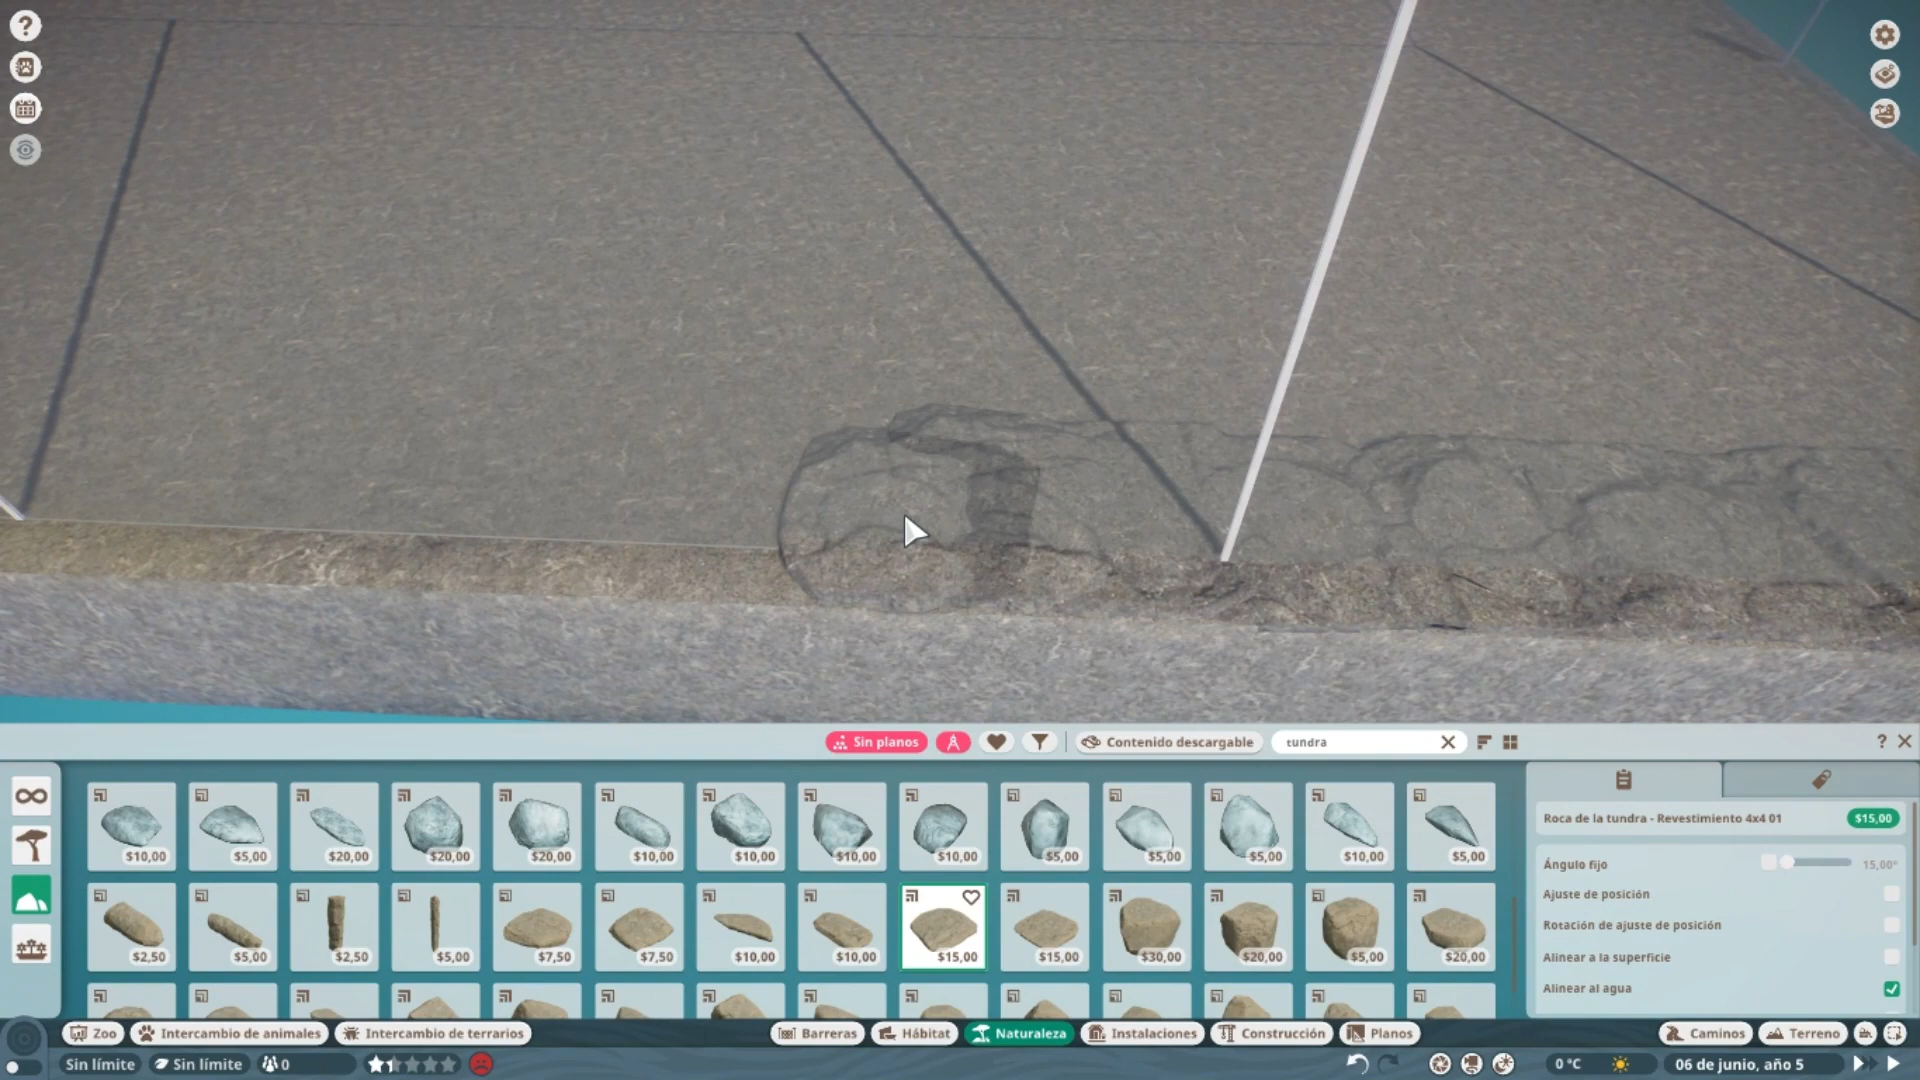 Sin planos
Contenido descargable
tundra
?
$10,00 $5,00 $20,00 $20,00 $20,00 $10,00 $10,00 $10,00 $10,00 $5,00 $5,00 $5,00 $10,00 $5,00
$2,50 $5,00 $2,50 $5,00 $7,50 $7,50 $10,00 $10,00 $15,00 $15,00 $30,00 $20,00 $5,00 $20,00
Roca de la tundra - Revestimiento 4x4 01 $15,00
Ángulo fijo 15,00°
Ajuste de posición
Rotación de ajuste de posición
Alinear a la superficie
Alinear al agua
Zoo Intercambio de animales Intercambio de terrarios Barreras Hábitat Naturaleza Instalaciones Construcción Planos Caminos Terreno
Sin límite Sin límite 0 0 °C 06 de junio, año 5